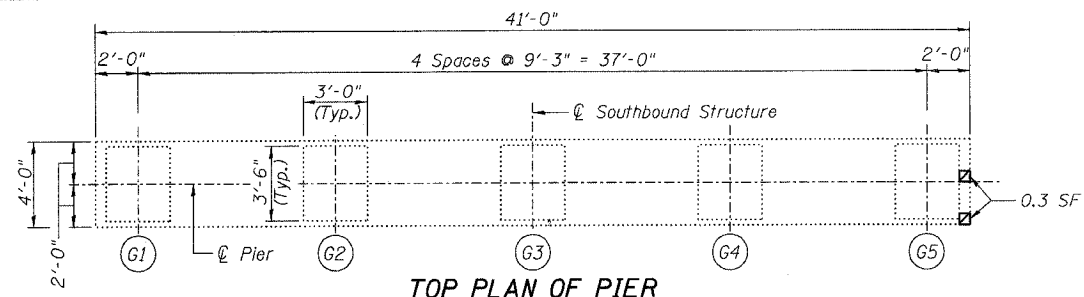 41'-0"
2'-0"
4 Spaces @ 9'-3" = 37'-0"
2'-0"
3'-0"
(Typ.)
℄ Southbound Structure
4'-0"
2'-0"
3'-6"
(Typ.)
0.3 SF
G1
℄ Pier
G2
G3
G4
G5
TOP PLAN OF PIER